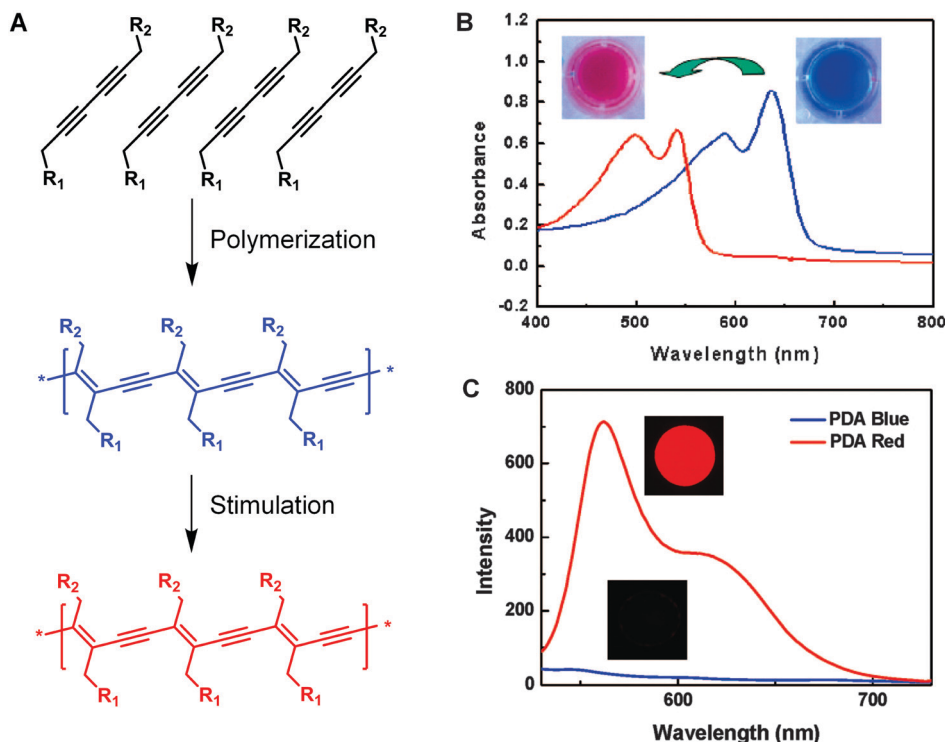 A
R2 R2 R2 R2
R1 R1 R1 R1
Polymerization
R2 R2 R2
* *
R1 R1 R1
Stimulation
R2 R2 R2
* *
R1 R1 R1
B
1.2
1.0
0.8
0.6
0.4
0.2
0.0
-0.2
Absorbance
400 500 600 700 800
Wavelength (nm)
C
800
600
400
200
0
Intensity
PDA Blue
PDA Red
600 700
Wavelength (nm)